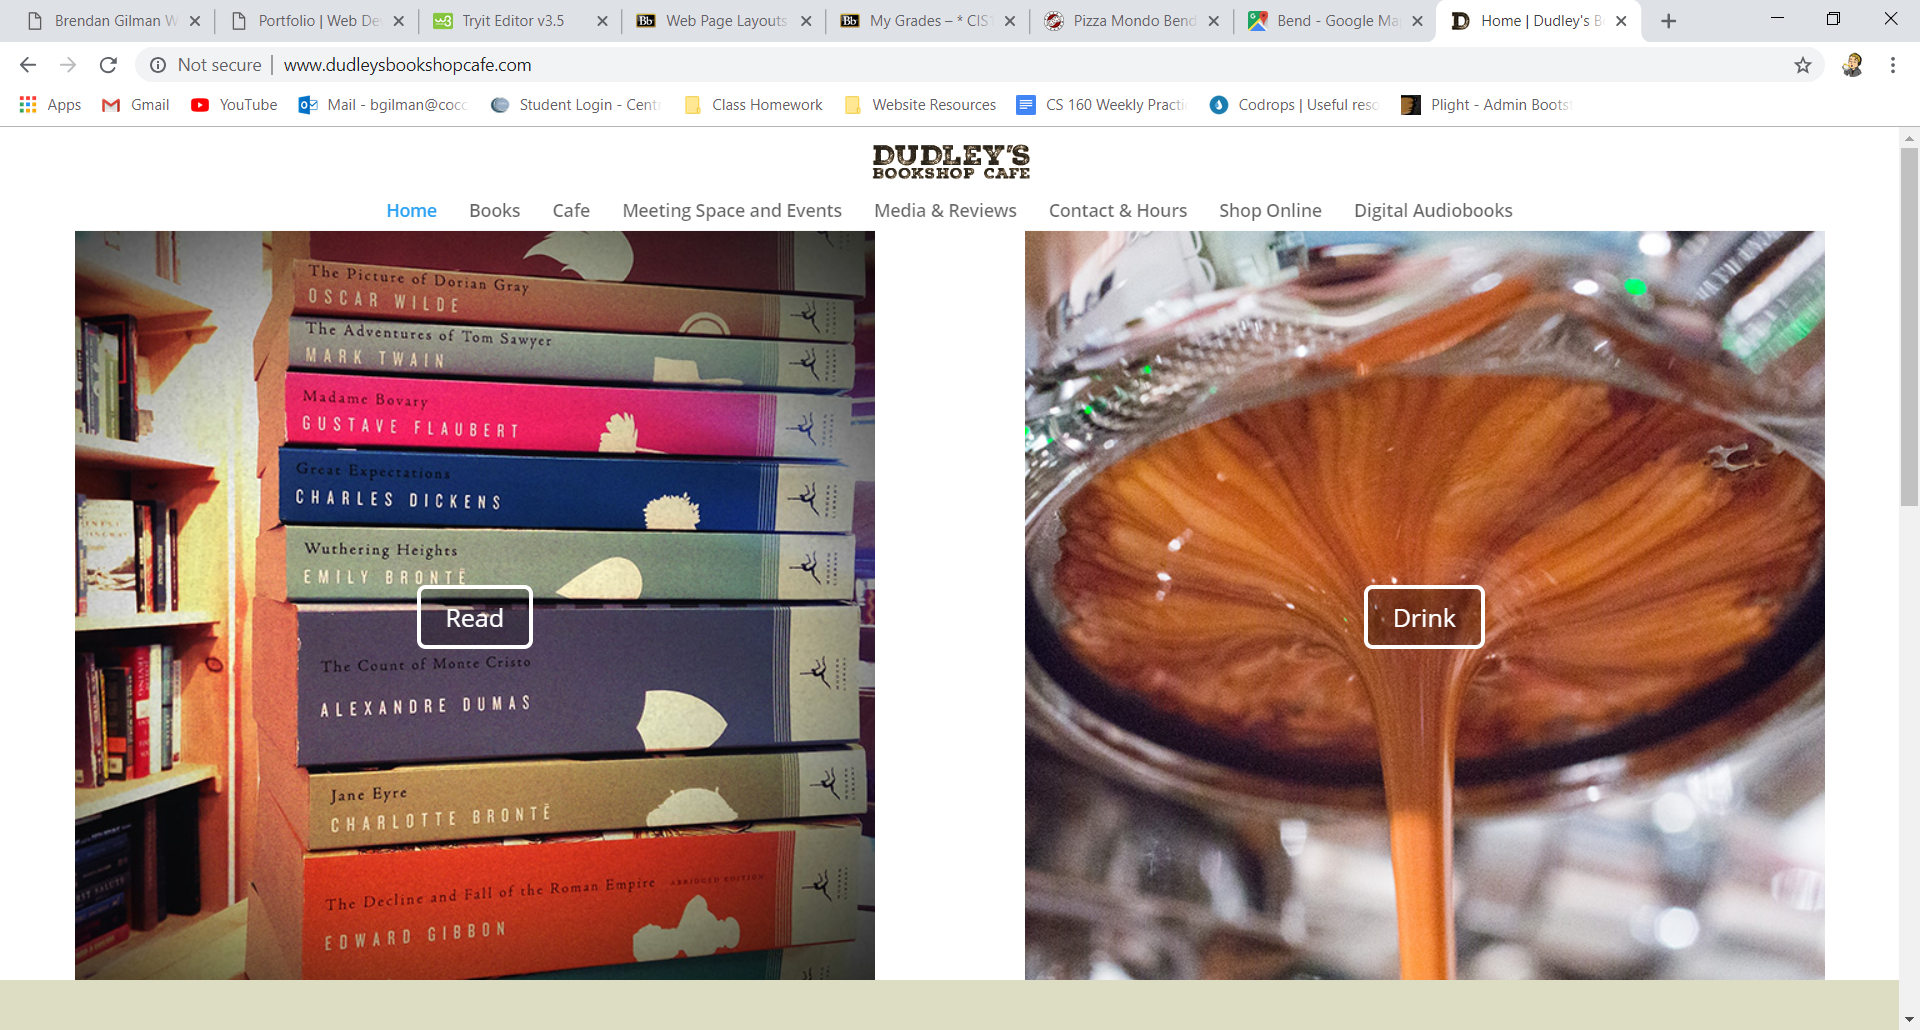 Brendan Gilman W
Portfolio | Web De
Tryit Editor v3.5
Bb Web Page Layouts
Bb My Grades – * CIS
Pizza Mondo Bend
Bend - Google Ma
Home | Dudley's B
Not secure | www.dudleysbookshopcafe.com
Apps
Gmail
YouTube
Mail - bgilman@cocc
Student Login - Cent
Class Homework
Website Resources
CS 160 Weekly Practi
Codrops | Useful reso
Plight - Admin Boots
DUDLEY'S
BOOKSHOP CAFE
Home Books Cafe Meeting Space and Events Media & Reviews Contact & Hours Shop Online Digital Audiobooks
The Picture of Dorian Gray
OSCAR WILDE
The Adventures of Tom Sawyer
MARK TWAIN
Madame Bovary
GUSTAVE FLAUBERT
Great Expectations
CHARLES DICKENS
Wuthering Heights
EMILY BRONTË
Read
The Count of Monte Cristo
ALEXANDRE DUMAS
Jane Eyre
CHARLOTTE BRONTË
The Decline and Fall of the Roman Empire ABRIDGED EDITION
EDWARD GIBBON
Drink